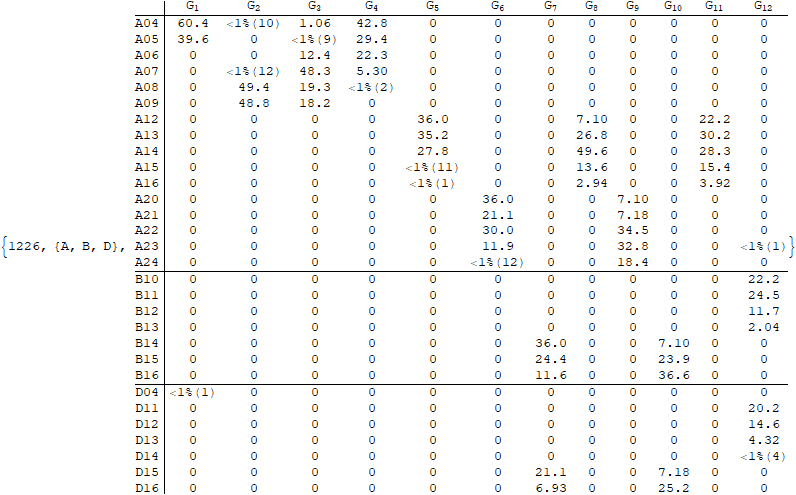 G1 G2 G3 G4 G5 G6 G7 G8 G9 G10 G11 G12
A04 60.4 <1%(10) 1.06 42.8 0 0 0 0 0 0 0 0
A05 39.6 0 <1%(9) 29.4 0 0 0 0 0 0 0 0
A06 0 0 12.4 22.3 0 0 0 0 0 0 0 0
A07 0 <1%(12) 48.3 5.30 0 0 0 0 0 0 0 0
A08 0 49.4 19.3 <1%(2) 0 0 0 0 0 0 0 0
A09 0 48.8 18.2 0 0 0 0 0 0 0 0 0
A12 0 0 0 0 36.0 0 0 7.10 0 0 22.2 0
A13 0 0 0 0 35.2 0 0 26.8 0 0 30.2 0
A14 0 0 0 0 27.8 0 0 49.6 0 0 28.3 0
A15 0 0 0 0 <1%(11) 0 0 13.6 0 0 15.4 0
A16 0 0 0 0 <1%(1) 0 0 2.94 0 0 3.92 0
A20 0 0 0 0 0 36.0 0 0 7.10 0 0 0
A21 0 0 0 0 0 21.1 0 0 7.18 0 0 0
A22 0 0 0 0 0 30.0 0 0 34.5 0 0 0
{1226, {A, B, D}, A23 0 0 0 0 0 11.9 0 0 32.8 0 0 <1%(1)}
A24 0 0 0 0 0 <1%(12) 0 0 18.4 0 0 0
B10 0 0 0 0 0 0 0 0 0 0 0 22.2
B11 0 0 0 0 0 0 0 0 0 0 0 24.5
B12 0 0 0 0 0 0 0 0 0 0 0 11.7
B13 0 0 0 0 0 0 0 0 0 0 0 2.04
B14 0 0 0 0 0 0 36.0 0 0 7.10 0 0
B15 0 0 0 0 0 0 24.4 0 0 23.9 0 0
B16 0 0 0 0 0 0 11.6 0 0 36.6 0 0
D04 <1%(1) 0 0 0 0 0 0 0 0 0 0 0
D11 0 0 0 0 0 0 0 0 0 0 0 20.2
D12 0 0 0 0 0 0 0 0 0 0 0 14.6
D13 0 0 0 0 0 0 0 0 0 0 0 4.32
D14 0 0 0 0 0 0 0 0 0 0 0 <1%(4)
D15 0 0 0 0 0 0 21.1 0 0 7.18 0 0
D16 0 0 0 0 0 0 6.93 0 0 25.2 0 0